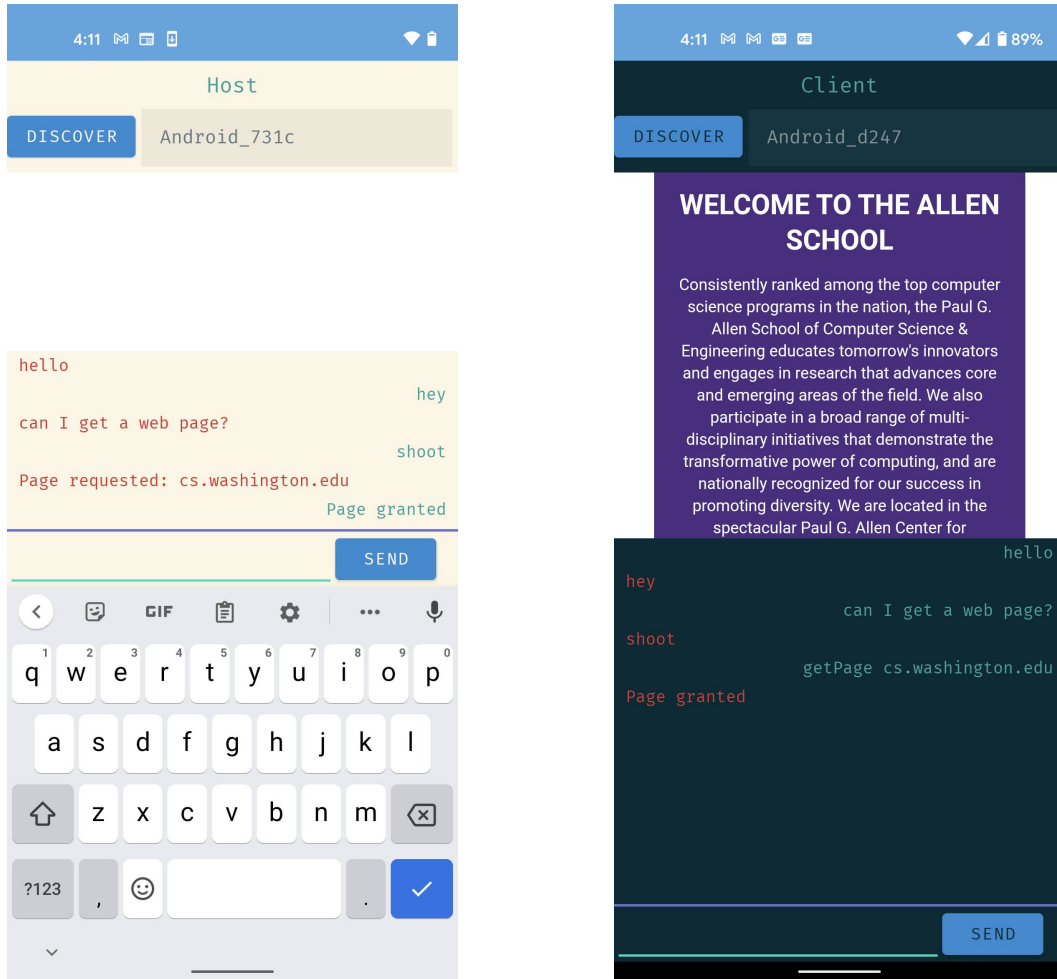 4:11
Host
DISCOVER
Android_731c
hello
hey
can I get a web page?
shoot
Page requested: cs.washington.edu
Page granted
SEND
GIF
1 2 3 4 5 6 7 8 9 0
q w e r t y u i o p
a s d f g h j k l
z x c v b n m
?123 , .
4:11 GE GE 89%
Client
DISCOVER
Android_d247
WELCOME TO THE ALLEN
SCHOOL
Consistently ranked among the top computer
science programs in the nation, the Paul G.
Allen School of Computer Science &
Engineering educates tomorrow's innovators
and engages in research that advances core
and emerging areas of the field. We also
participate in a broad range of multi-
disciplinary initiatives that demonstrate the
transformative power of computing, and are
nationally recognized for our success in
promoting diversity. We are located in the
spectacular Paul G. Allen Center for
hello
hey
can I get a web page?
shoot
getPage cs.washington.edu
Page granted
SEND